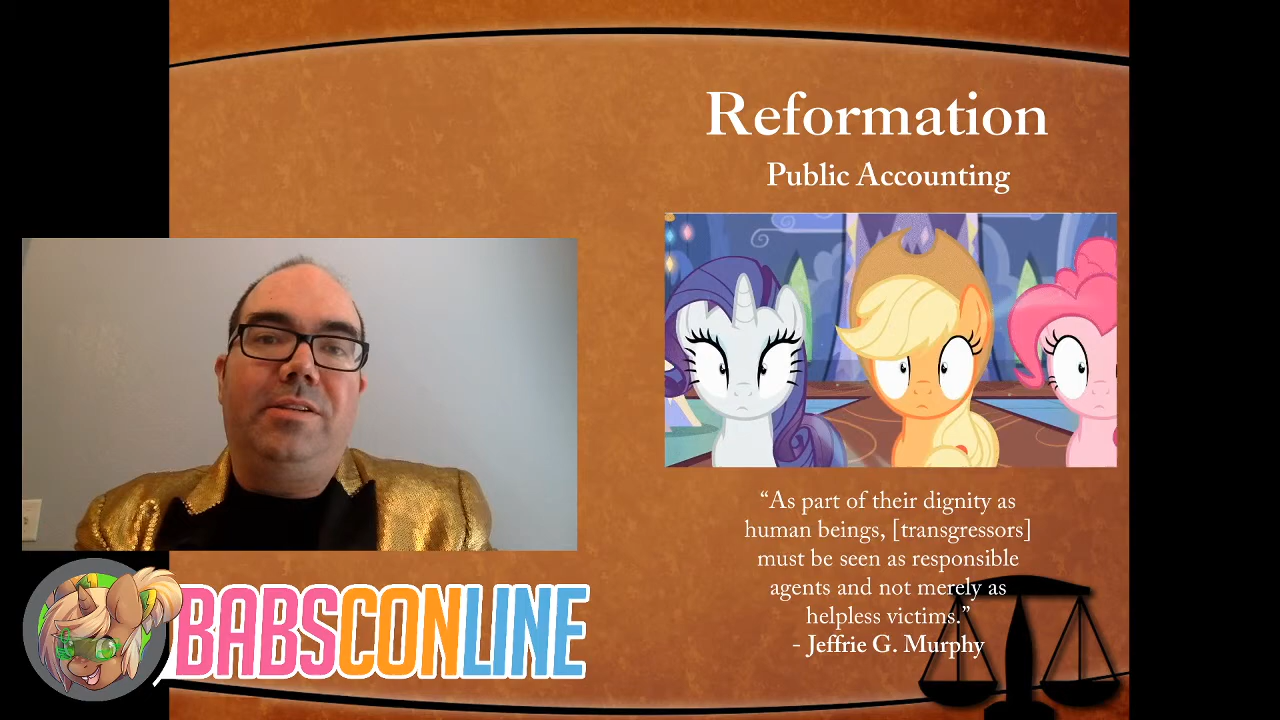 Reformation
Public Accounting
“As part of their dignity as
human beings, [transgressors]
must be seen as responsible
agents and not merely as
helpless victims.”
- Jeffrie G. Murphy
BABSCONLINE